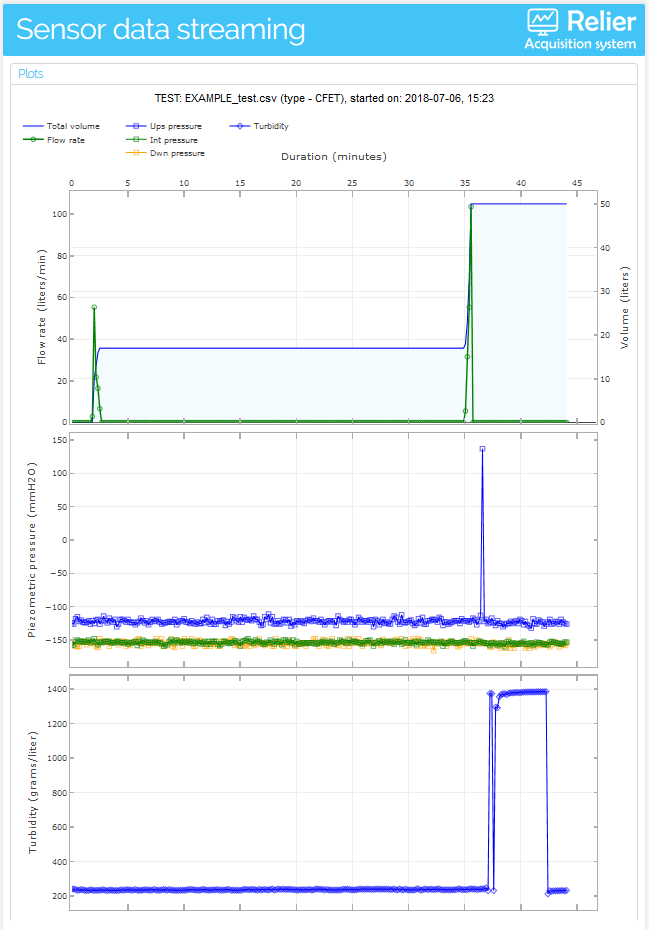 Sensor data streaming
Relier
Acquisition system
Plots
TEST: EXAMPLE_test.csv (type - CFET), started on: 2018-07-06, 15:23
Total volume
Flow rate
Ups pressure
Int pressure
Dwn pressure
Turbidity
Duration (minutes)
0 5 10 15 20 25 30 35 40 45
Flow rate (liters/min)
100
80
60
40
20
0
Volume (liters)
50
40
30
20
10
0
Piezometric pressure (mmH2O)
150
100
50
0
−50
−100
−150
Turbidity (grams/liter)
1400
1200
1000
800
600
400
200